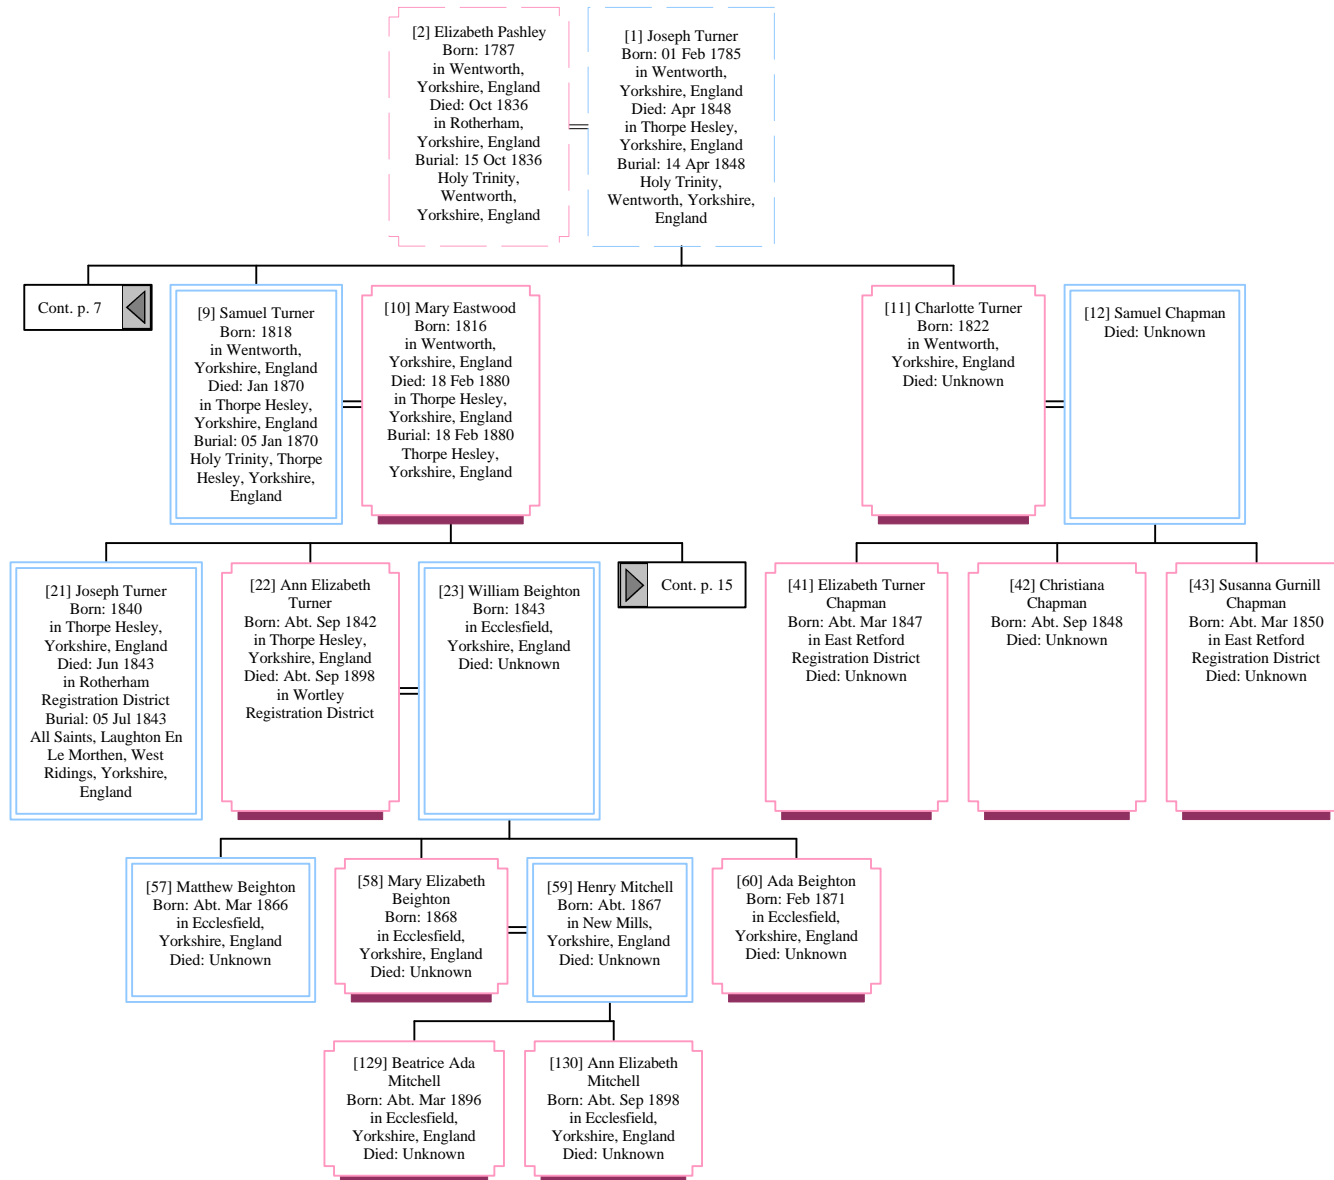 [2] Elizabeth Pashley
Born: 1787
in Wentworth,
Yorkshire, England
Died: Oct 1836
in Rotherham,
Yorkshire, England
Burial: 15 Oct 1836
Holy Trinity,
Wentworth,
Yorkshire, England
[1] Joseph Turner
Born: 01 Feb 1785
in Wentworth,
Yorkshire, England
Died: Apr 1848
in Thorpe Hesley,
Yorkshire, England
Burial: 14 Apr 1848
Holy Trinity,
Wentworth, Yorkshire,
England
Cont. p. 7
[9] Samuel Turner
Born: 1818
in Wentworth,
Yorkshire, England
Died: Jan 1870
in Thorpe Hesley,
Yorkshire, England
Burial: 05 Jan 1870
Holy Trinity, Thorpe
Hesley, Yorkshire,
England
[10] Mary Eastwood
Born: 1816
in Wentworth,
Yorkshire, England
Died: 18 Feb 1880
in Thorpe Hesley,
Yorkshire, England
Burial: 18 Feb 1880
Thorpe Hesley,
Yorkshire, England
[11] Charlotte Turner
Born: 1822
in Wentworth,
Yorkshire, England
Died: Unknown
[12] Samuel Chapman
Died: Unknown
[21] Joseph Turner
Born: 1840
in Thorpe Hesley,
Yorkshire, England
Died: Jun 1843
in Rotherham
Registration District
Burial: 05 Jul 1843
All Saints, Laughton En
Le Morthen, West
Ridings, Yorkshire,
England
[22] Ann Elizabeth
Turner
Born: Abt. Sep 1842
in Thorpe Hesley,
Yorkshire, England
Died: Abt. Sep 1898
in Wortley
Registration District
[23] William Beighton
Born: 1843
in Ecclesfield,
Yorkshire, England
Died: Unknown
Cont. p. 15
[41] Elizabeth Turner
Chapman
Born: Abt. Mar 1847
in East Retford
Registration District
Died: Unknown
[42] Christiana
Chapman
Born: Abt. Sep 1848
Died: Unknown
[43] Susanna Gurnill
Chapman
Born: Abt. Mar 1850
in East Retford
Registration District
Died: Unknown
[57] Matthew Beighton
Born: Abt. Mar 1866
in Ecclesfield,
Yorkshire, England
Died: Unknown
[58] Mary Elizabeth
Beighton
Born: 1868
in Ecclesfield,
Yorkshire, England
Died: Unknown
[59] Henry Mitchell
Born: Abt. 1867
in New Mills,
Yorkshire, England
Died: Unknown
[60] Ada Beighton
Born: Feb 1871
in Ecclesfield,
Yorkshire, England
Died: Unknown
[129] Beatrice Ada
Mitchell
Born: Abt. Mar 1896
in Ecclesfield,
Yorkshire, England
Died: Unknown
[130] Ann Elizabeth
Mitchell
Born: Abt. Sep 1898
in Ecclesfield,
Yorkshire, England
Died: Unknown